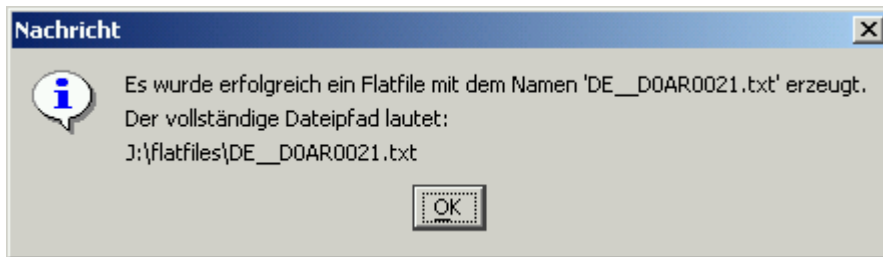 Nachricht
Es wurde erfolgreich ein Flatfile mit dem Namen 'DE__D0AR0021.txt' erzeugt.
Der vollständige Dateipfad lautet:
J:\flatfiles\DE__D0AR0021.txt
OK